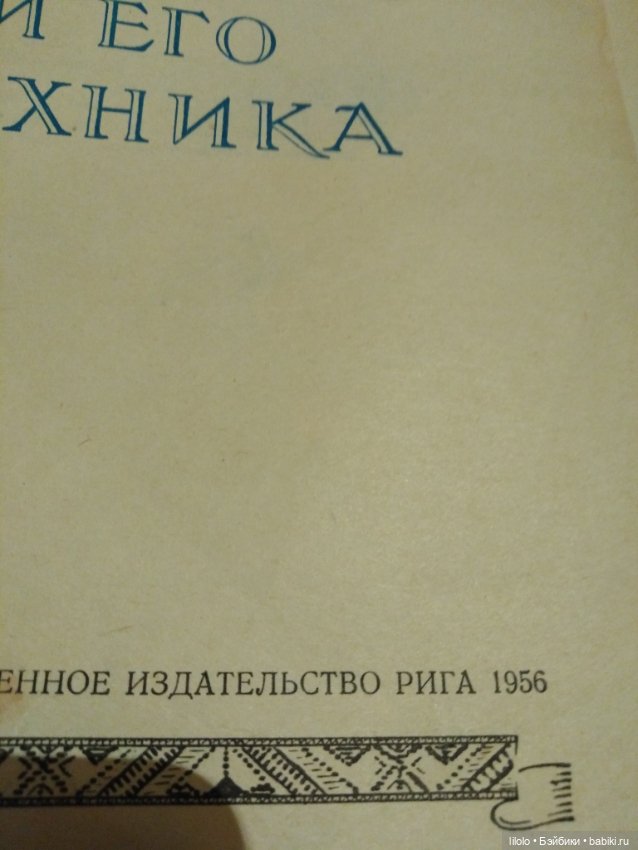 И ЕГО
ХНИКА
ЕННОЕ ИЗДАТЕЛЬСТВО РИГА 1956
lilolo • Бэйбики • babiki.ru